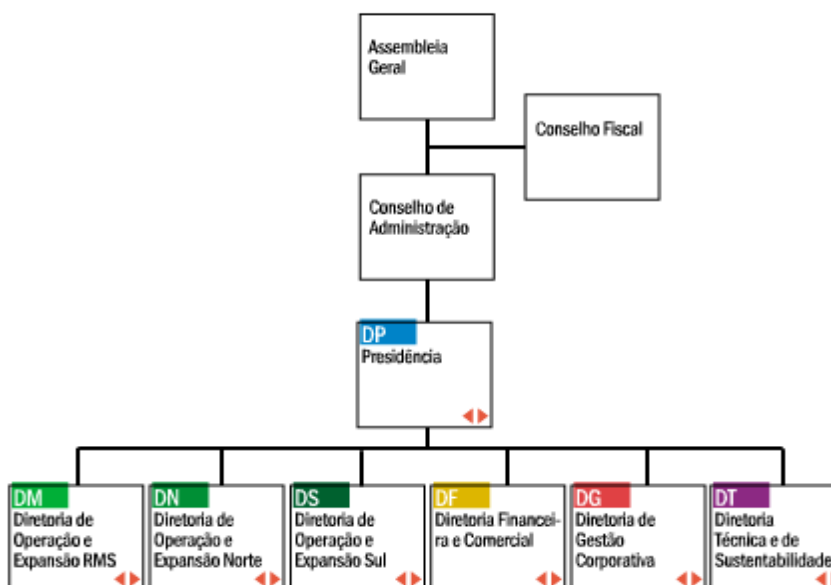 Assembleia
Geral
Conselho Fiscal
Conselho de
Administração
DP
Presidência
DM
Diretoria de
Operação e
Expansão RMS
DN
Diretoria de
Operação e
Expansão Norte
DS
Diretoria de
Operação e
Expansão Sul
DF
Diretoria Financei-
ra e Comercial
DG
Diretoria de
Gestão
Corporativa
DT
Diretoria
Técnica e de
Sustentabilidade